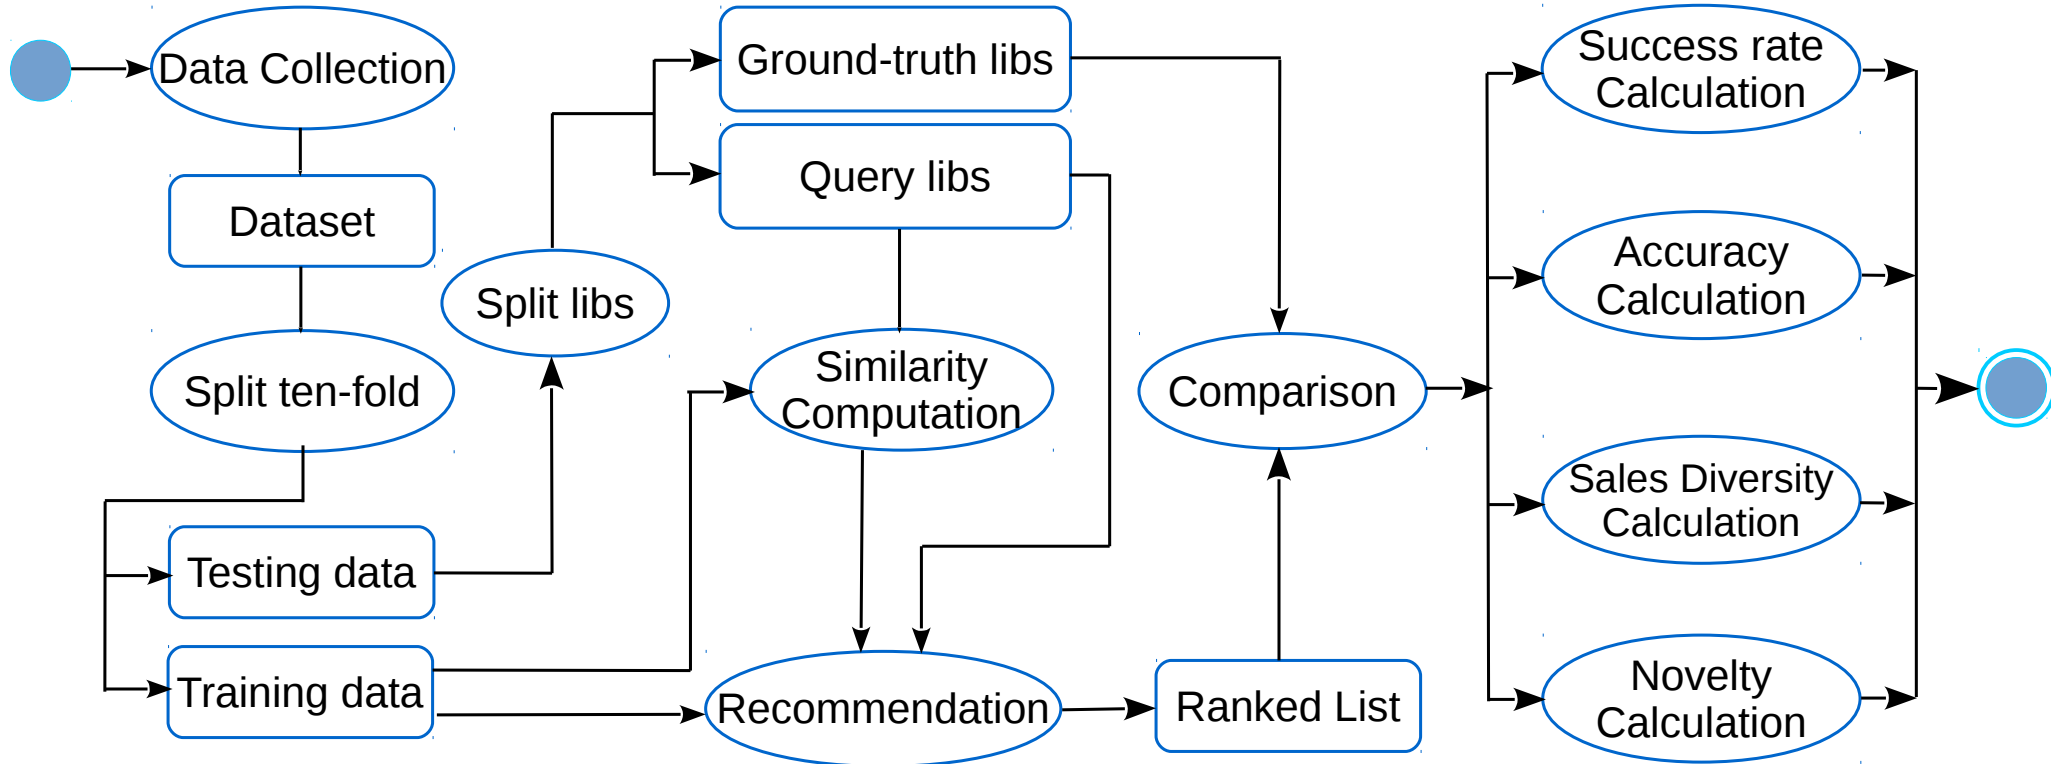 Data Collection
Dataset
Split ten-fold
Testing data
Training data
Split libs
Ground-truth libs
Query libs
Similarity
Computation
Recommendation
Ranked List
Comparison
Success rate
Calculation
Accuracy
Calculation
Sales Diversity
Calculation
Novelty
Calculation